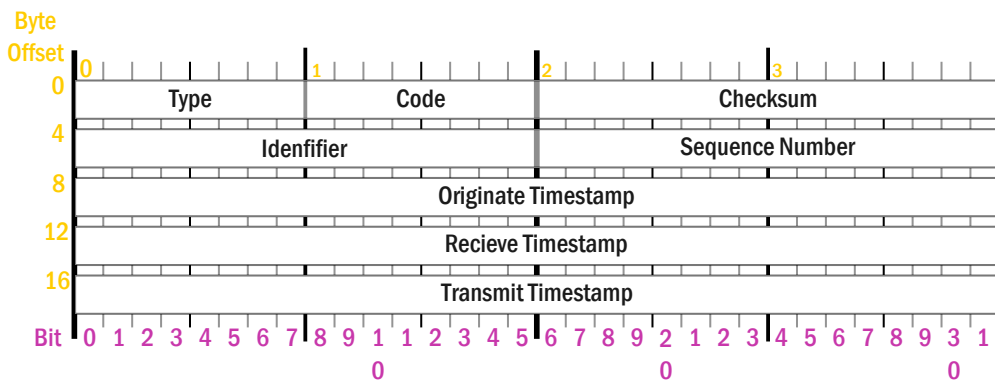 Byte
Offset
0 1 2 3
0
Type Code Checksum
4
Idenfifier Sequence Number
8
Originate Timestamp
12
Recieve Timestamp
16
Transmit Timestamp
Bit 0 1 2 3 4 5 6 7 8 9 1 1 2 3 4 5 6 7 8 9 2 1 2 3 4 5 6 7 8 9 3 1
0 0 0